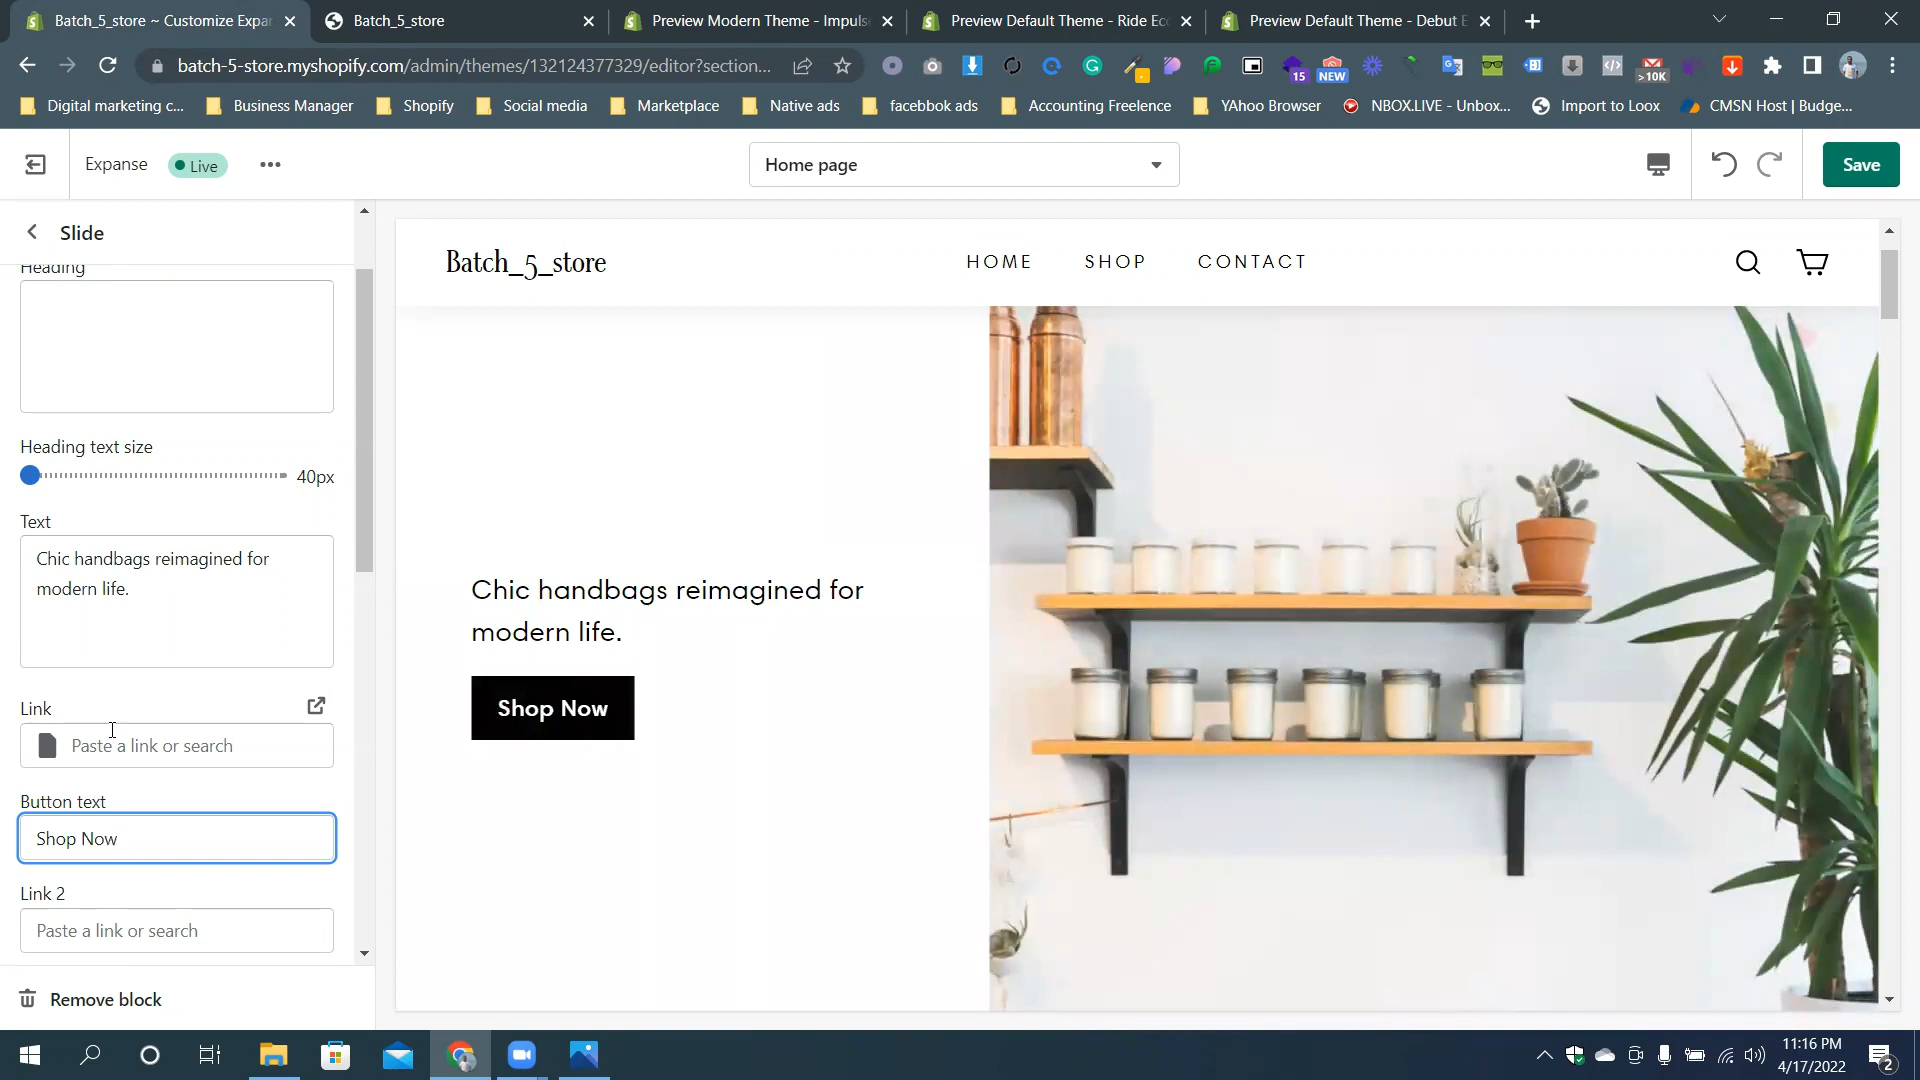 Batch_5_store ~ Customize Expan
Batch_5_store
Preview Modern Theme - Impuls
Preview Default Theme - Ride Ec
Preview Default Theme - Debut E
batch-5-store.myshopify.com/admin/themes/132124377329/editor?section...
15
NEW
>10K
Digital marketing c...
Business Manager
Shopify
Social media
Marketplace
Native ads
facebbok ads
Accounting Freelence
YAhoo Browser
NBOX.LIVE - Unbox...
Import to Loox
CMSN Host | Budge...
Expanse
Live
Home page
Save
Slide
Heading
Heading text size
40px
Text
Chic handbags reimagined for
modern life.
Link
Paste a link or search
Button text
Shop Now
Link 2
Paste a link or search
Remove block
Batch_5_store
HOME
SHOP
CONTACT
Chic handbags reimagined for
modern life.
Shop Now
11:16 PM
4/17/2022
2